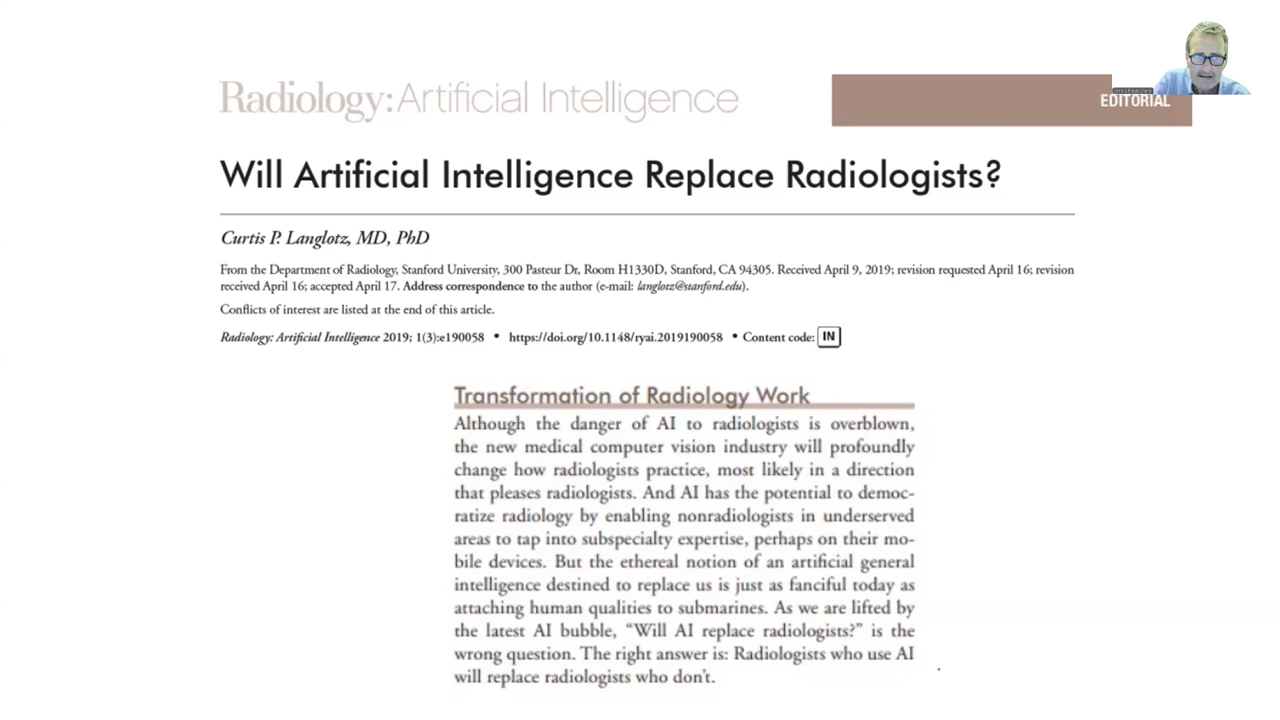 Radiology: Artificial Intelligence
EDITORIAL
Will Artificial Intelligence Replace Radiologists?
Curtis P. Langlotz, MD, PhD
From the Department of Radiology, Stanford University, 300 Pasteur Dr, Room H1330D, Stanford, CA 94305. Received April 9, 2019; revision requested April 16; revision
received April 16; accepted April 17. Address correspondence to the author (e-mail: langlotz@stanford.edu).
Conflicts of interest are listed at the end of this article.
Radiology: Artificial Intelligence 2019; 1(3):e190058 • https://doi.org/10.1148/ryai.2019190058 • Content code: IN
Transformation of Radiology Work
Although the danger of AI to radiologists is overblown,
the new medical computer vision industry will profoundly
change how radiologists practice, most likely in a direction
that pleases radiologists. And AI has the potential to democ-
ratize radiology by enabling nonradiologists in underserved
areas to tap into subspecialty expertise, perhaps on their mo-
bile devices. But the ethereal notion of an artificial general
intelligence destined to replace us is just as fanciful today as
attaching human qualities to submarines. As we are lifted by
the latest AI bubble, “Will AI replace radiologists?” is the
wrong question. The right answer is: Radiologists who use AI
will replace radiologists who don’t.